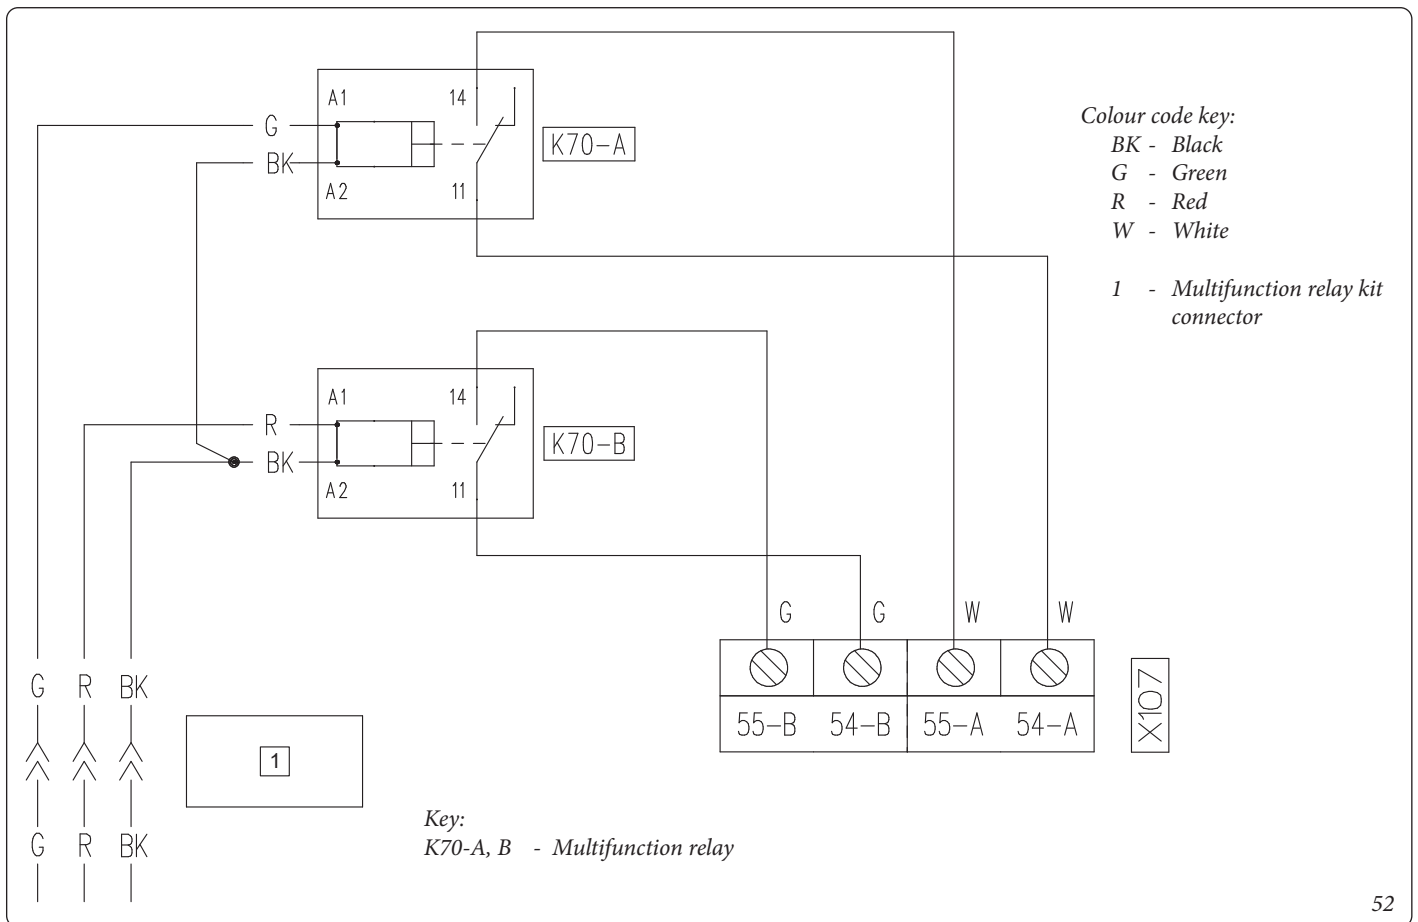 A1 14
G
K70-A
BK
A2 11
Colour code key:
BK - Black
G - Green
R - Red
W - White
1 - Multifunction relay kit
connector
A1 14
R
K70-B
BK
A2 11
G G W W
55-B 54-B 55-A 54-A
X107
G R BK
1
G R BK
Key:
K70-A, B - Multifunction relay
52